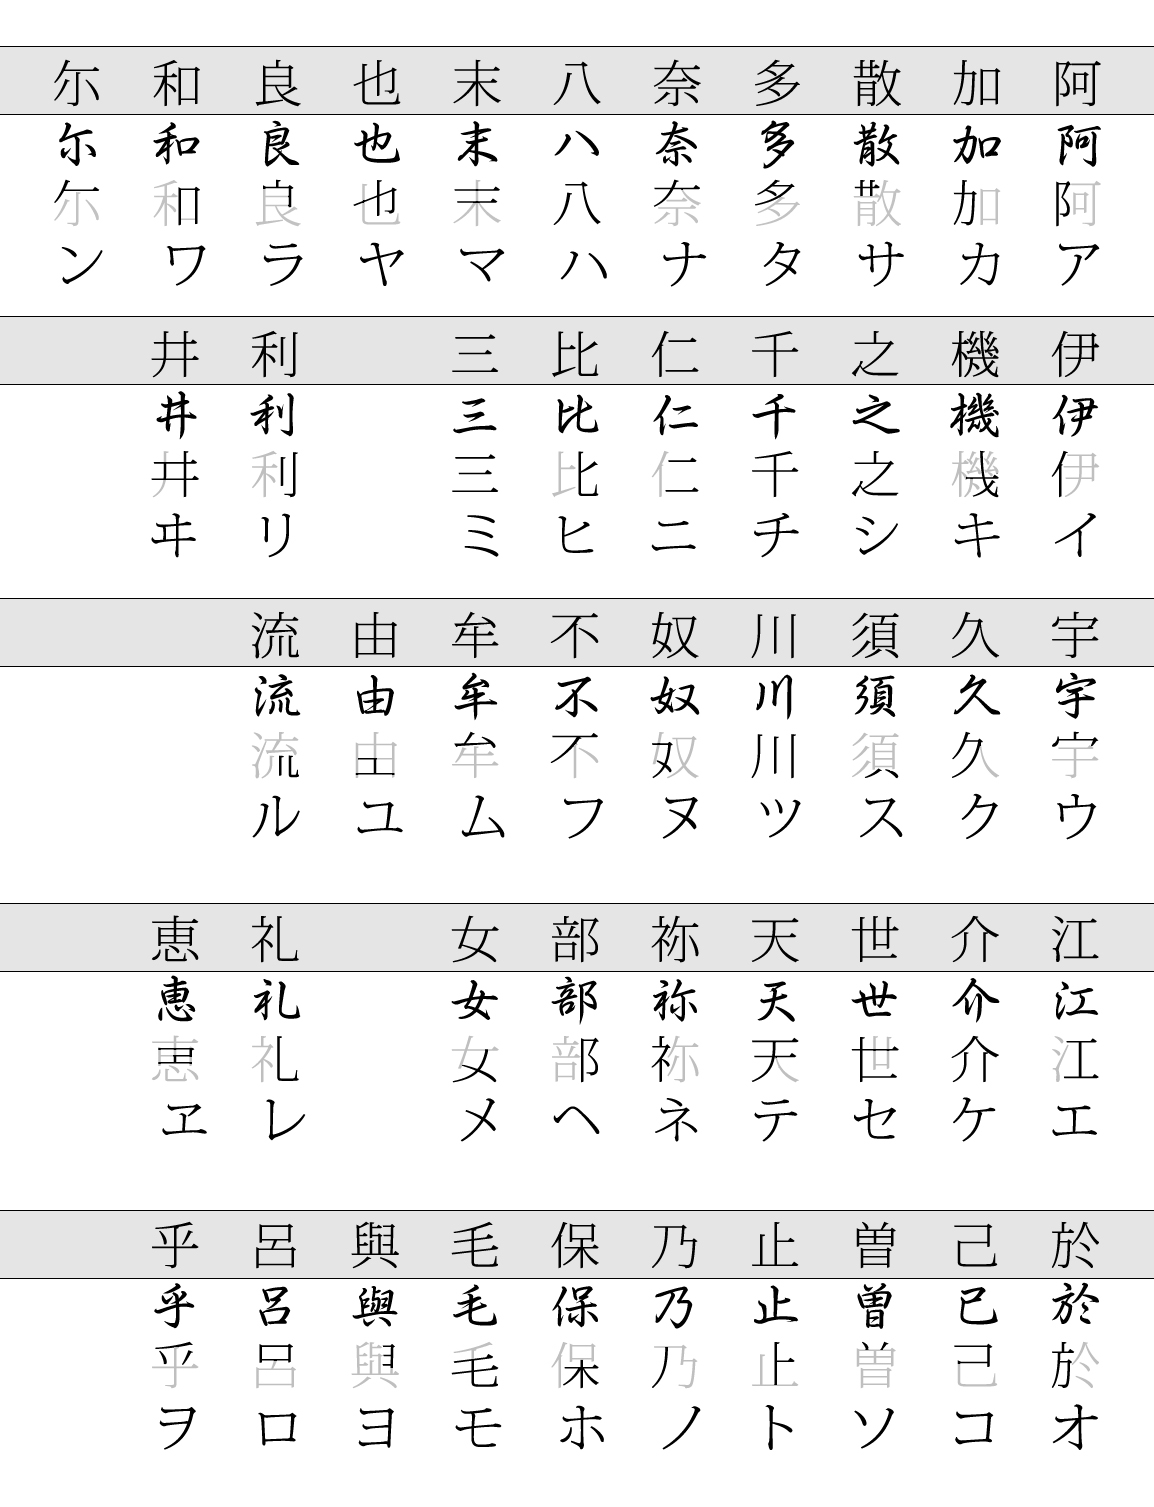 尓 和 良 也 末 八 奈 多 散 加 阿
尓 和 良 也 末 八 奈 多 散 加 阿
尓 和 良 也 末 八 奈 多 散 加 阿
ン ワ ラ ヤ マ ハ ナ タ サ カ ア
井 利 三 比 仁 千 之 機 伊
井 利 三 比 仁 千 之 機 伊
井 利 三 比 仁 千 之 機 伊
ヰ リ ミ ヒ ニ チ シ キ イ
流 由 牟 不 奴 川 須 久 宇
流 由 牟 不 奴 川 須 久 宇
流 由 牟 不 奴 川 須 久 宇
ル ユ ム フ ヌ ツ ス ク ウ
恵 礼 女 部 祢 天 世 介 江
恵 礼 女 部 祢 天 世 介 江
恵 礼 女 部 祢 天 世 介 江
ヱ レ メ ヘ ネ テ セ ケ エ
乎 呂 與 毛 保 乃 止 曽 己 於
乎 呂 與 毛 保 乃 止 曽 己 於
乎 呂 與 毛 保 乃 止 曽 己 於
ヲ ロ ヨ モ ホ ノ ト ソ コ オ